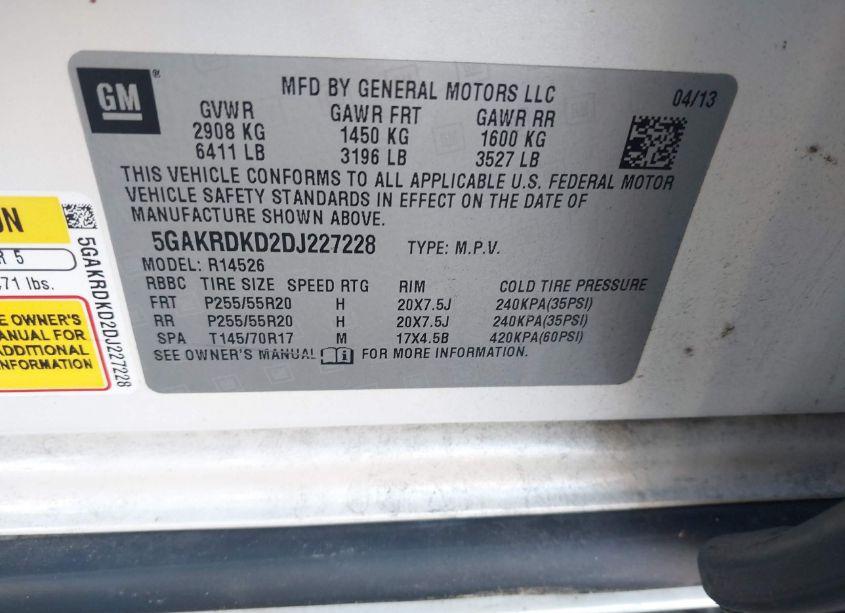 GM
®
MFD BY GENERAL MOTORS LLC
04/13
GVWR GAWR FRT GAWR RR
2908 KG 1450 KG 1600 KG
6411 LB 3196 LB 3527 LB
THIS VEHICLE CONFORMS TO ALL APPLICABLE U.S. FEDERAL MOTOR
VEHICLE SAFETY STANDARDS IN EFFECT ON THE DATE OF
MANUFACTURE SHOWN ABOVE.
5GAKRDKD2DJ227228 TYPE: M.P.V.
MODEL: R14526
RBBC TIRE SIZE SPEED RTG RIM COLD TIRE PRESSURE
FRT P255/55R20 H 20X7.5J 240KPA(35PSI)
RR P255/55R20 H 20X7.5J 240KPA(35PSI)
SPA T145/70R17 M 17X4.5B 420KPA(60PSI)
SEE OWNER'S MANUAL FOR MORE INFORMATION.
5GAKRDKD2DJ227228
R 5
71 lbs.
OWNER'S
MANUAL FOR
ADDITIONAL
INFORMATION